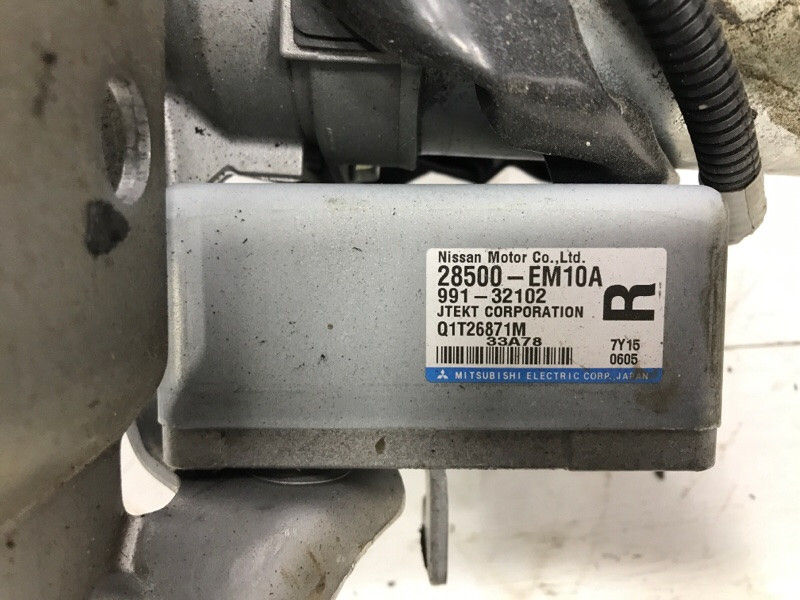 Nissan Motor Co.,Ltd.
28500-EM10A
991-32102
JTEKT CORPORATION
R
Q1T26871M
33A78
7Y15
0605
MITSUBISHI ELECTRIC CORP.,JAPAN